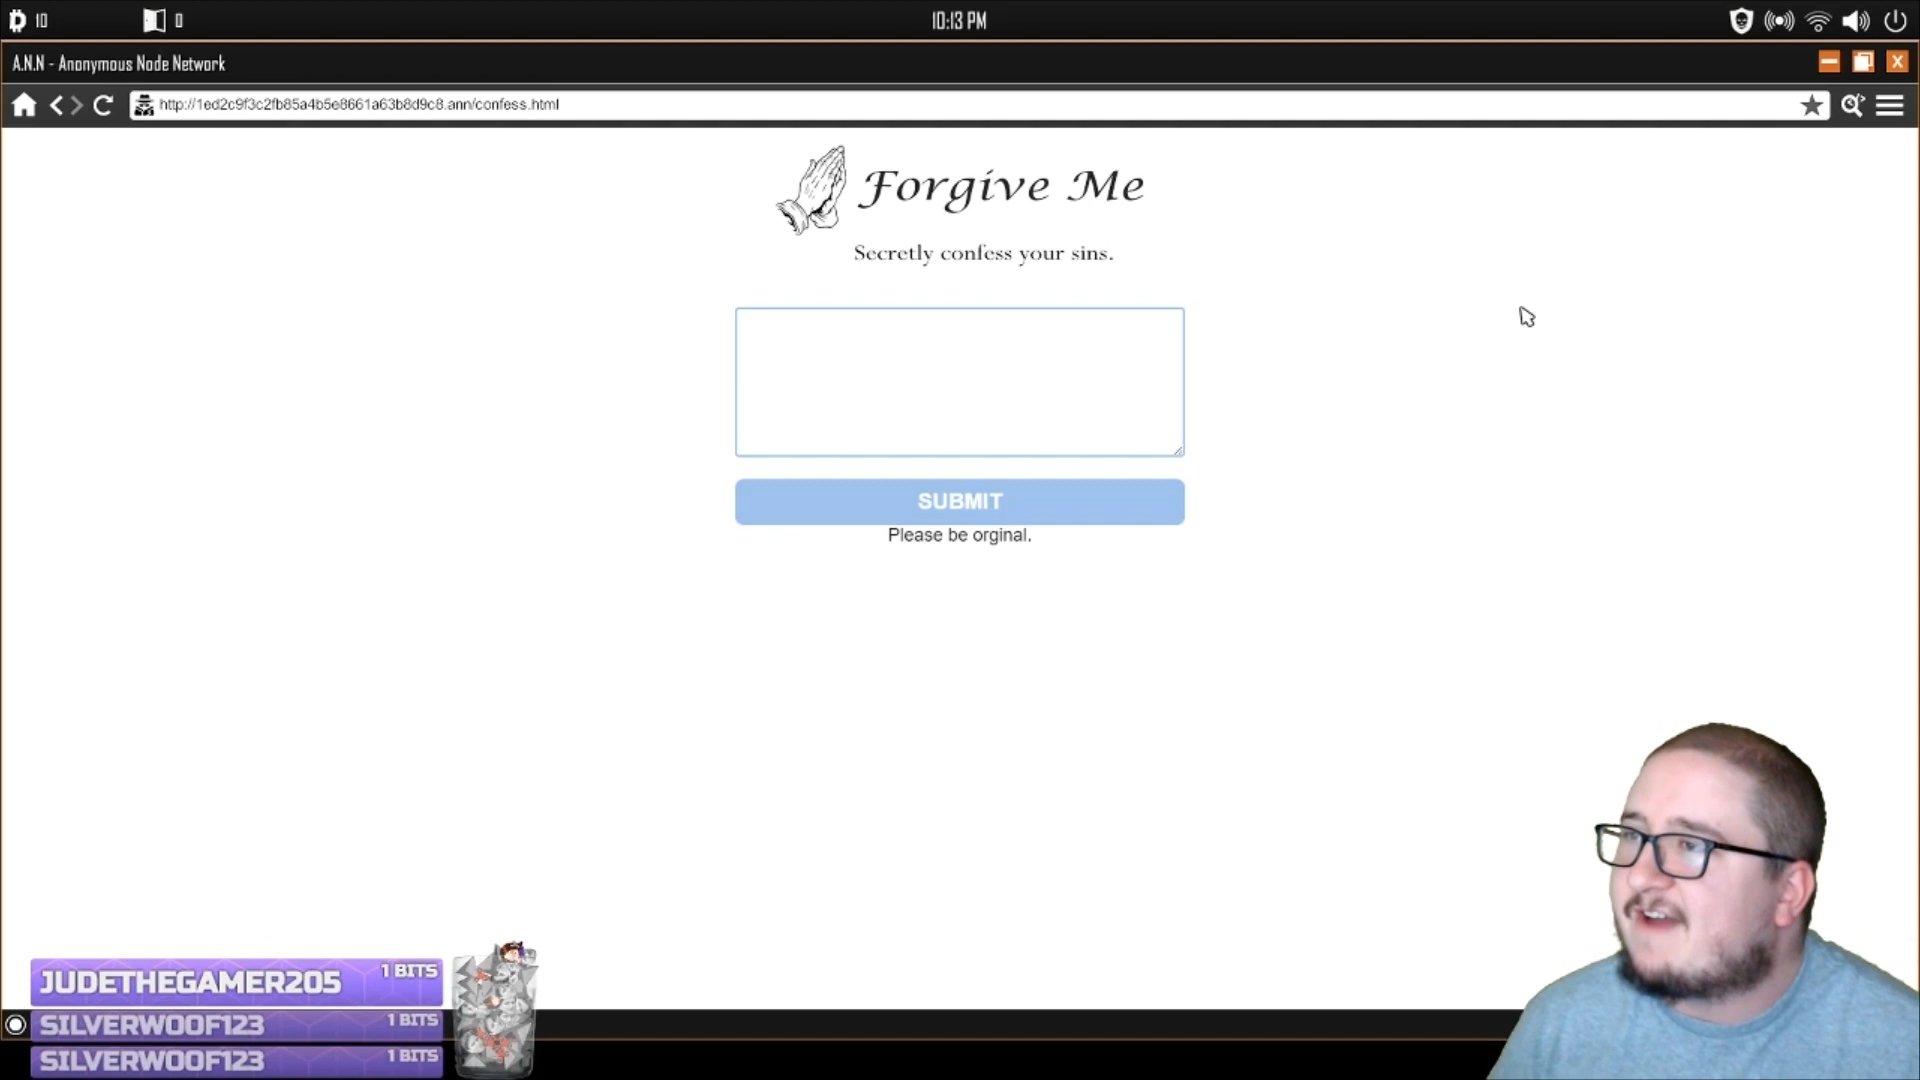 10
0
10:13 PM
A.N.N - Anonymous Node Network
http://1ed2c9f3c2fb85a4b5e8661a63b8d9c8.ann/confess.html
Forgive Me
Secretly confess your sins.
SUBMIT
Please be orginal.
JUDETHEGAMER205 1 BITS
SILVERWOOF123 1 BITS
SILVERWOOF123 1 BITS